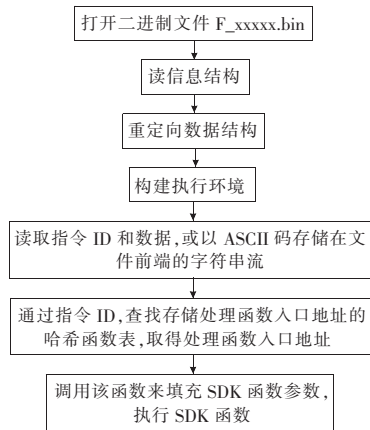 打开二进制文件 F_xxxxx.bin
读信息结构
重定向数据结构
构建执行环境
读取指令 ID 和数据,或以 ASCII 码存储在文
件前端的字符串流
通过指令 ID,查找存储处理函数入口地址的
哈希函数表,取得处理函数入口地址
调用该函数来填充 SDK 函数参数,
执行 SDK 函数